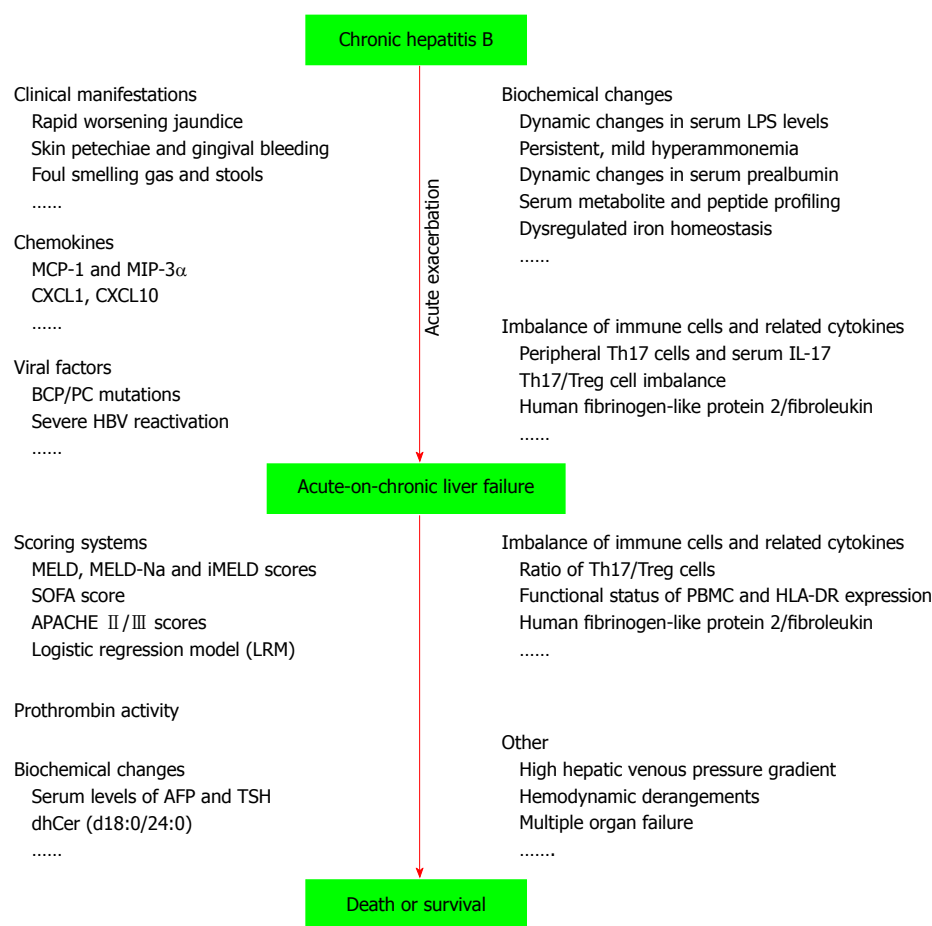 Chronic hepatitis B
Clinical manifestations
Rapid worsening jaundice
Skin petechiae and gingival bleeding
Foul smelling gas and stools
......
Chemokines
MCP-1 and MIP-3α
CXCL1, CXCL10
......
Viral factors
BCP/PC mutations
Severe HBV reactivation
......
Acute exacerbation
Biochemical changes
Dynamic changes in serum LPS levels
Persistent, mild hyperammonemia
Dynamic changes in serum prealbumin
Serum metabolite and peptide profiling
Dysregulated iron homeostasis
......
Imbalance of immune cells and related cytokines
Peripheral Th17 cells and serum IL-17
Th17/Treg cell imbalance
Human fibrinogen-like protein 2/fibroleukin
......
Acute-on-chronic liver failure
Scoring systems
MELD, MELD-Na and iMELD scores
SOFA score
APACHE Ⅱ/Ⅲ scores
Logistic regression model (LRM)
Prothrombin activity
Biochemical changes
Serum levels of AFP and TSH
dhCer (d18:0/24:0)
......
Imbalance of immune cells and related cytokines
Ratio of Th17/Treg cells
Functional status of PBMC and HLA-DR expression
Human fibrinogen-like protein 2/fibroleukin
......
Other
High hepatic venous pressure gradient
Hemodynamic derangements
Multiple organ failure
.......
Death or survival